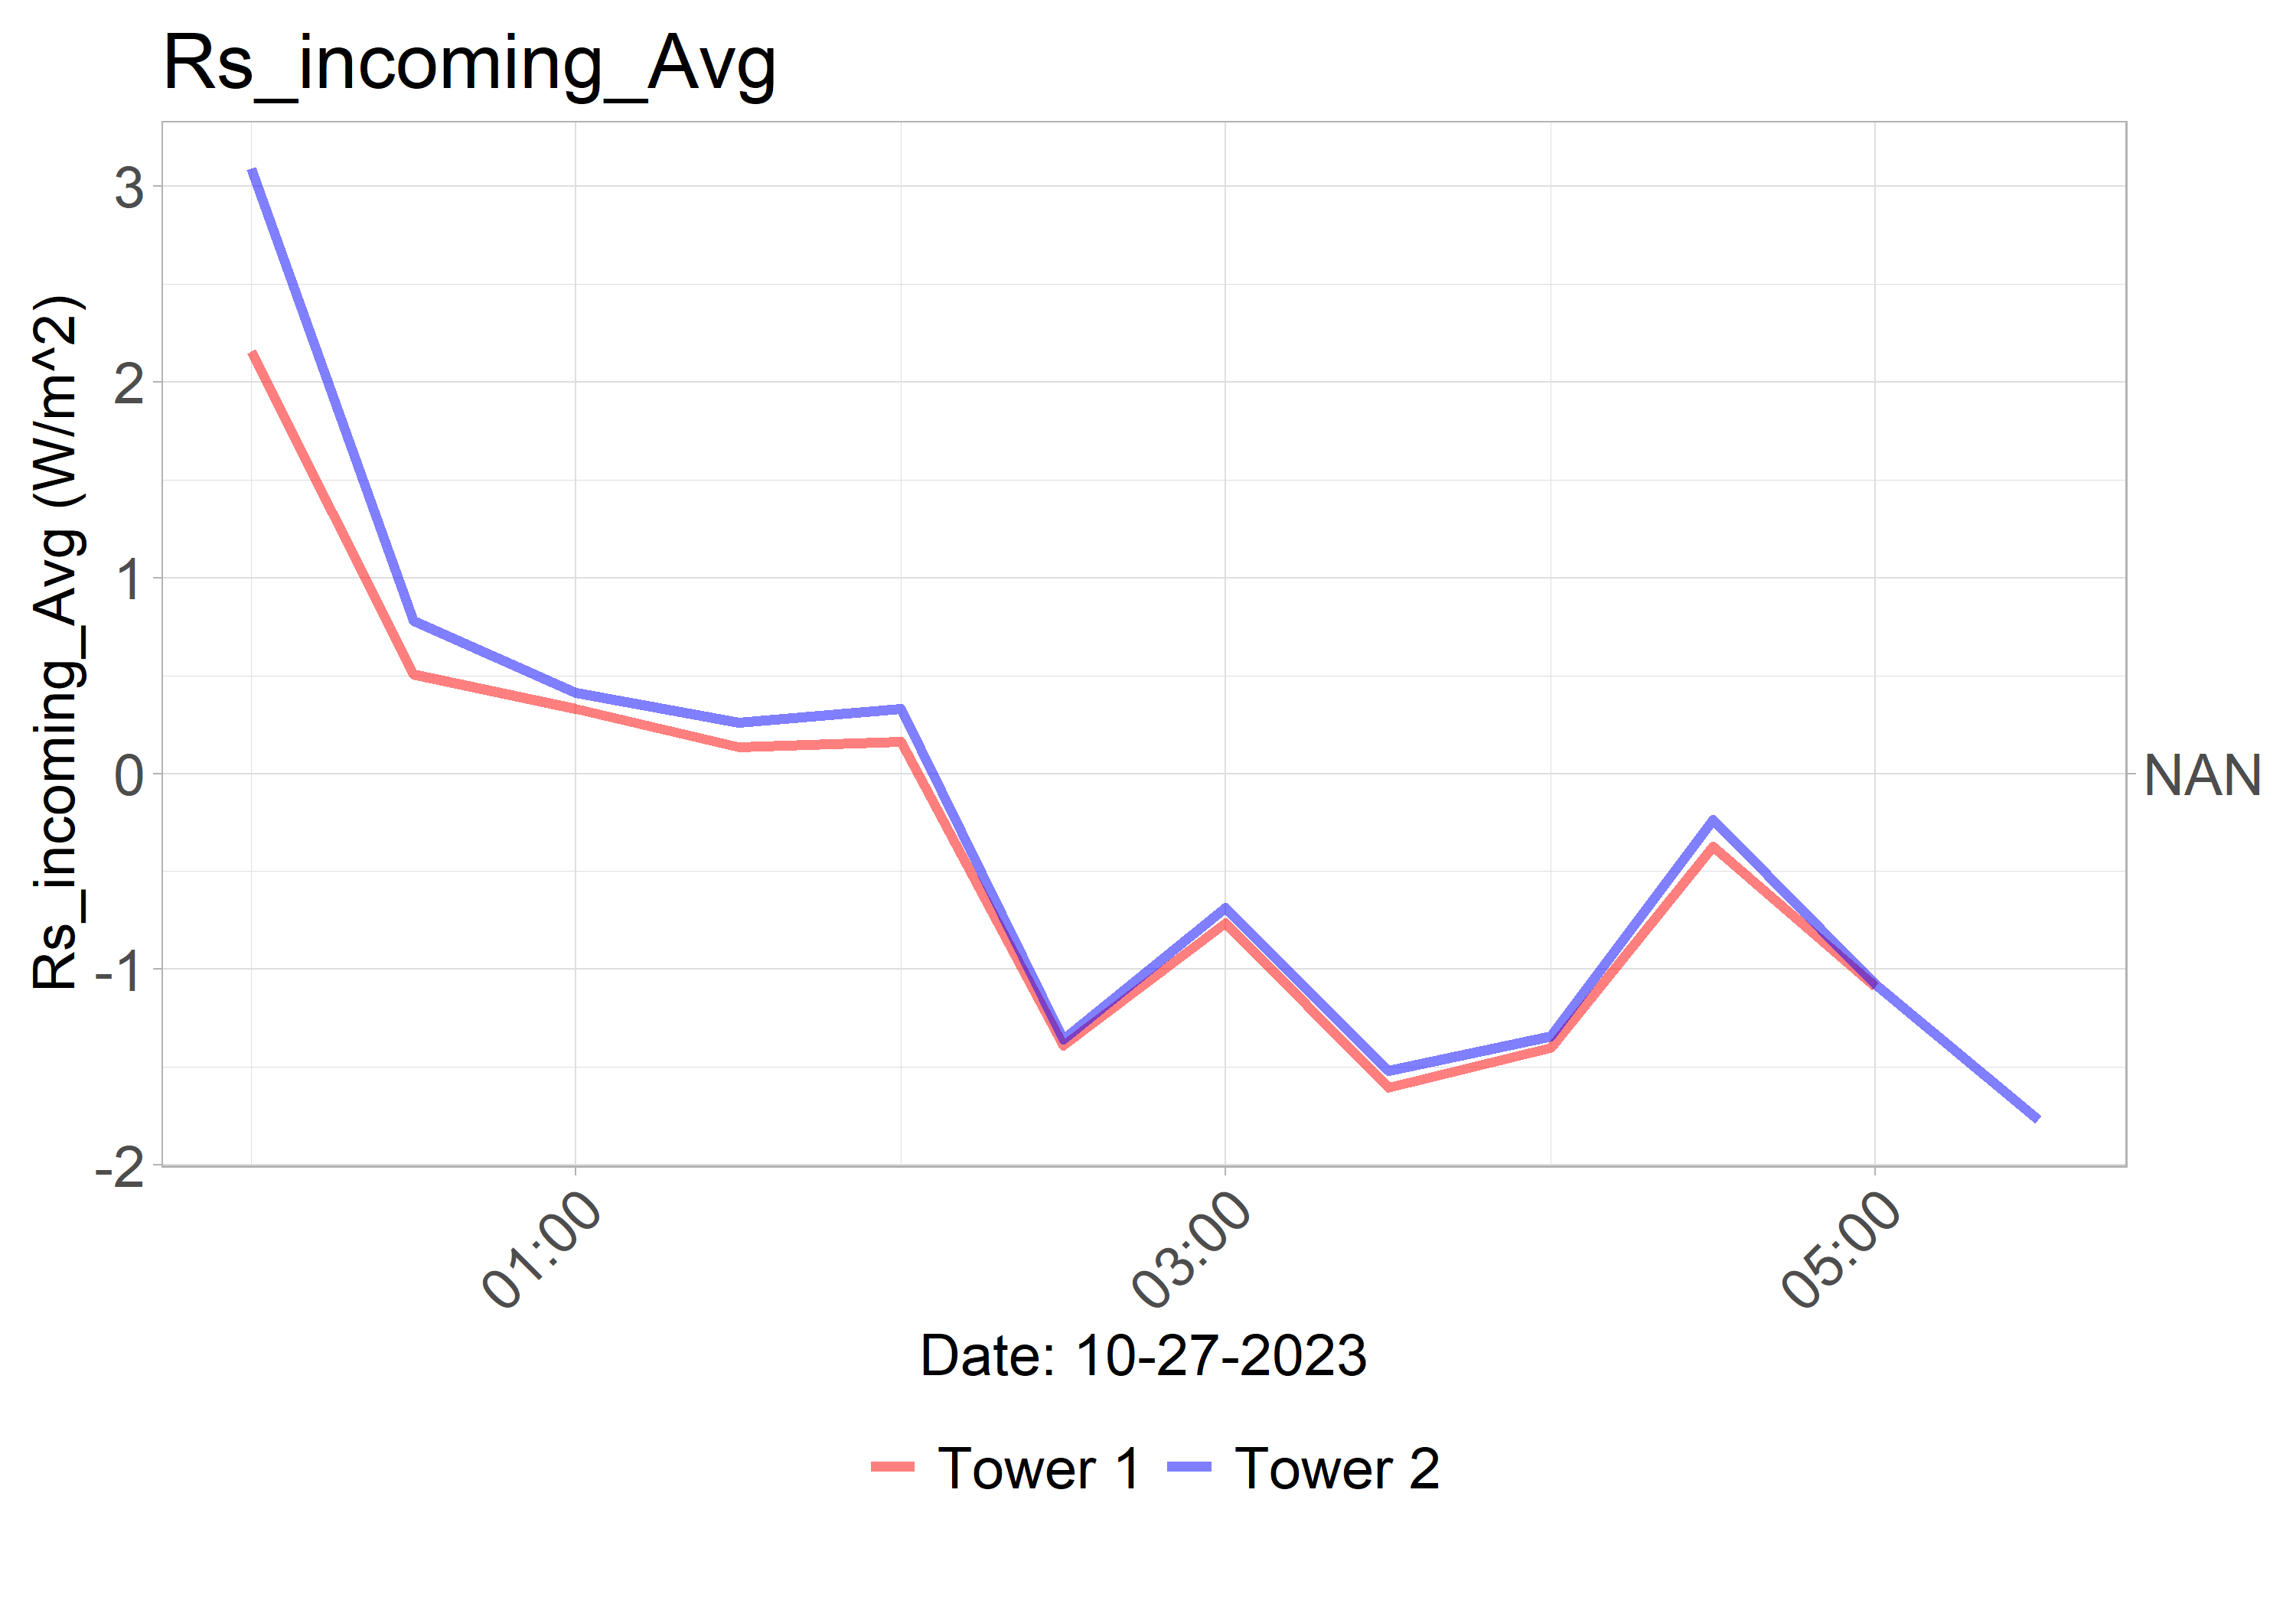 Rs_incoming_Avg
Rs_incoming_Avg (W/m^2)
3
2
1
0
-1
-2
NAN
01:00
03:00
05:00
Date: 10-27-2023
Tower 1
Tower 2